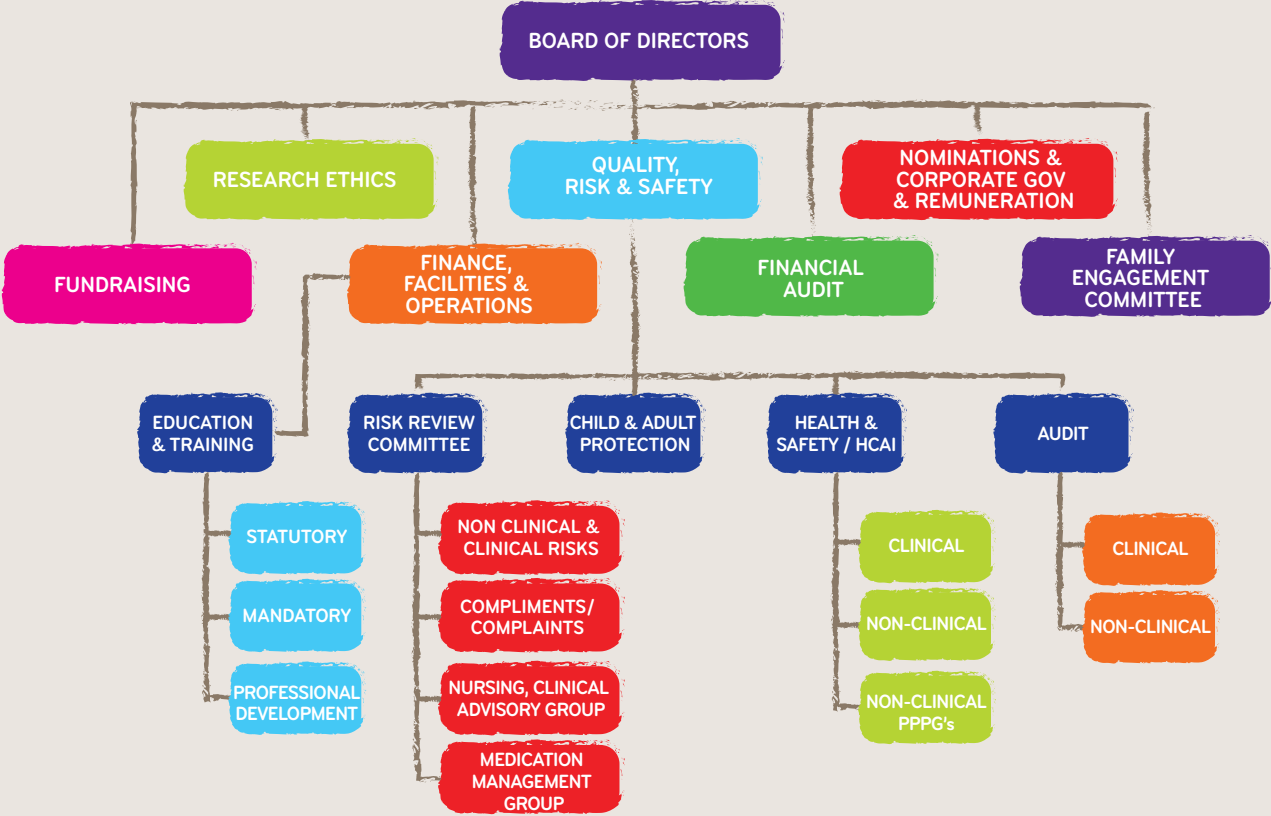 BOARD OF DIRECTORS
RESEARCH ETHICS
QUALITY,
RISK & SAFETY
NOMINATIONS &
CORPORATE GOV
& REMUNERATION
FUNDRAISING
FINANCE,
FACILITIES &
OPERATIONS
FINANCIAL
AUDIT
FAMILY
ENGAGEMENT
COMMITTEE
EDUCATION
& TRAINING
RISK REVIEW
COMMITTEE
CHILD & ADULT
PROTECTION
HEALTH &
SAFETY / HCAI
AUDIT
STATUTORY
MANDATORY
PROFESSIONAL
DEVELOPMENT
NON CLINICAL &
CLINICAL RISKS
COMPLIMENTS/
COMPLAINTS
NURSING, CLINICAL
ADVISORY GROUP
MEDICATION
MANAGEMENT
GROUP
CLINICAL
NON-CLINICAL
NON-CLINICAL
PPPG's
CLINICAL
NON-CLINICAL